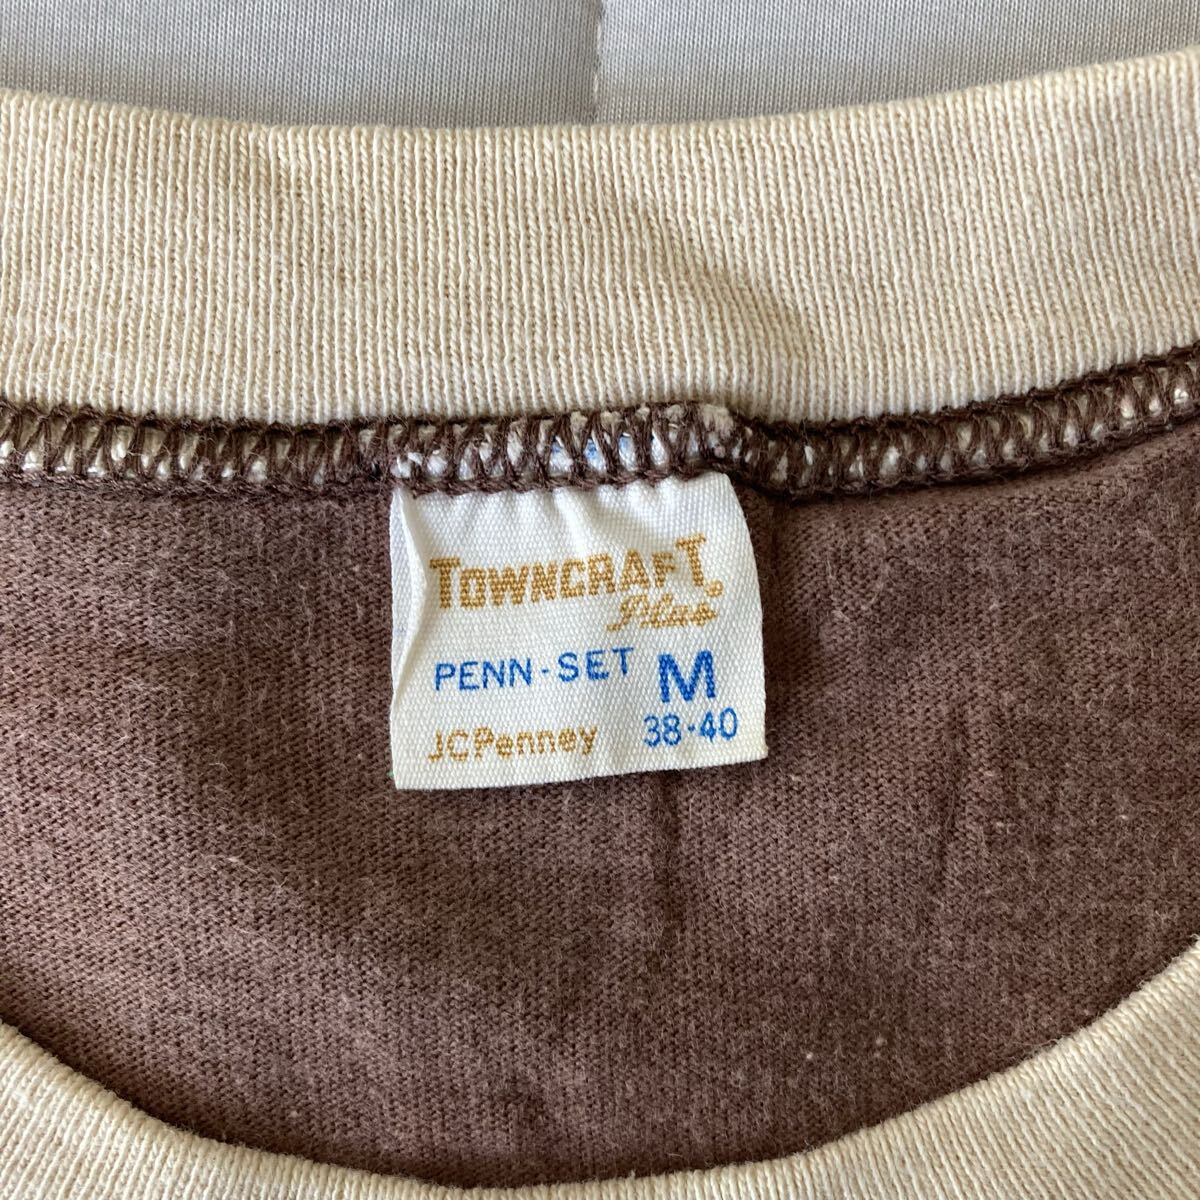 TOWNCRAFT®
Plus
PENN-SET M
38-40
JCPenney